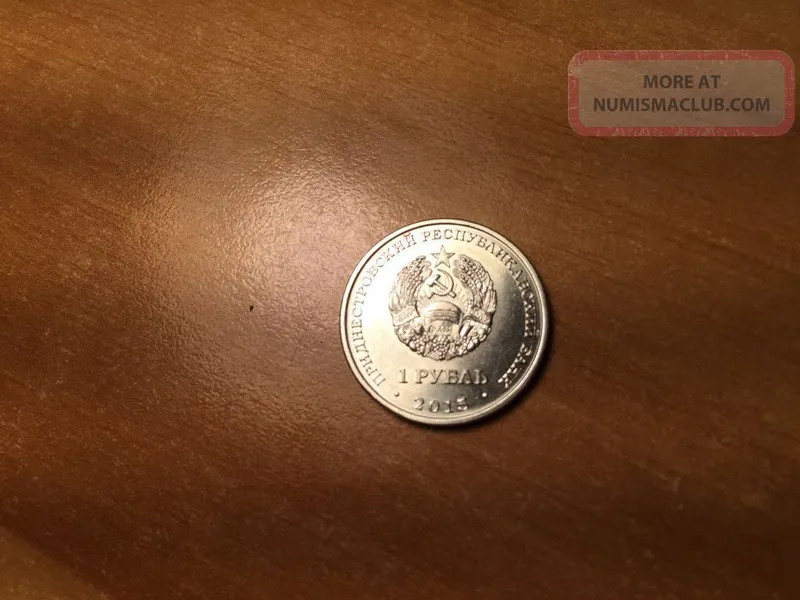 MORE AT
NUMISMACLUB.COM
ПРИДНЕСТРОВСКИЙ РЕСПУБЛИКАНСКИЙ БАНК
1 РУБЛЬ
• 2015 •